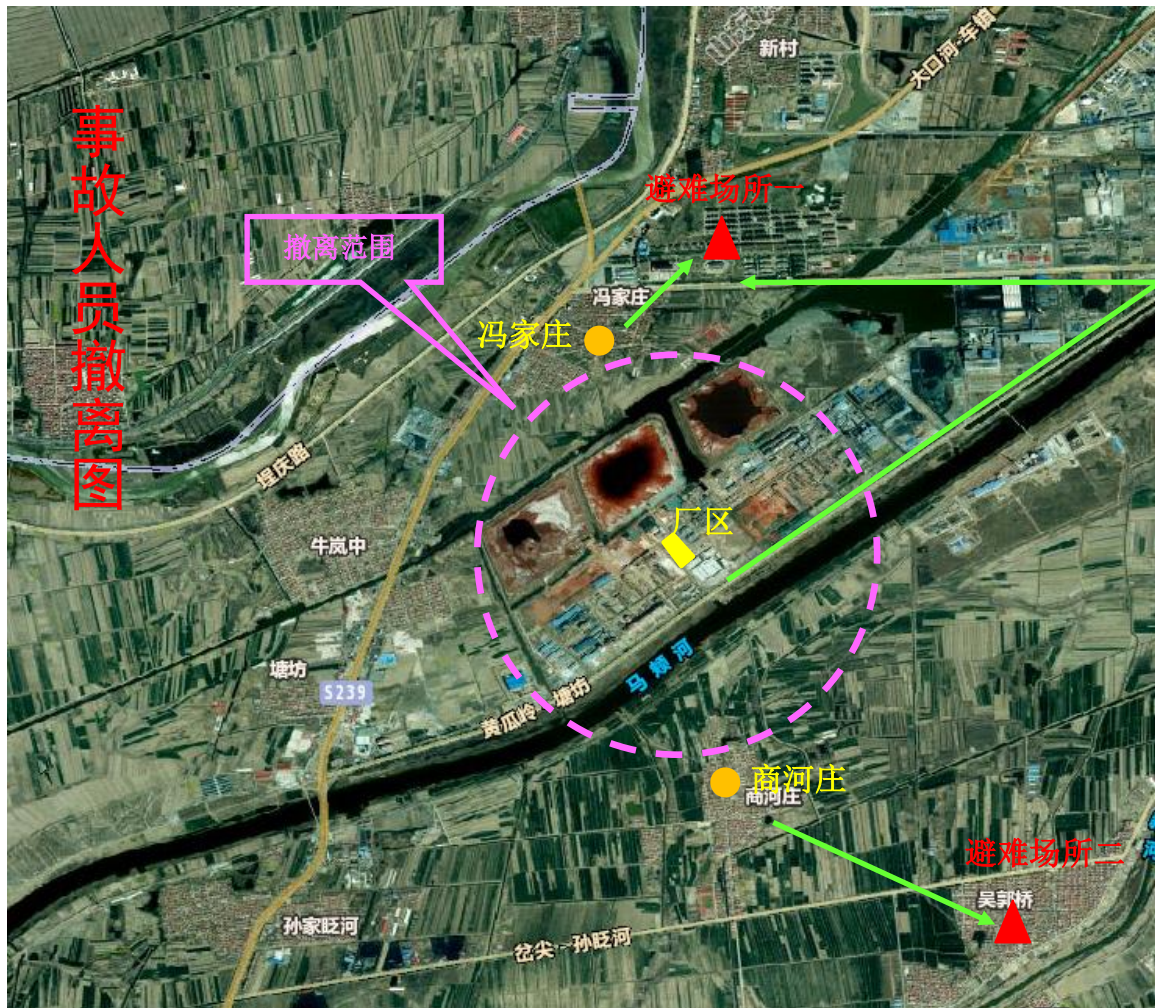 事故人员撤离图
新村
大口河-车镇
避难场所一
撤离范围
冯家庄
冯家庄
埕庆路
厂区
牛岚中
塘坊
S239
马颊河
黄瓜岭-塘坊
商河庄
商河庄
避难场所二
吴郭桥
孙家眨河
岔尖-孙眨河